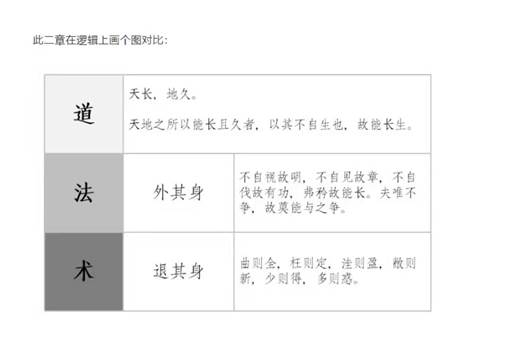 此二章在逻辑上画个图对比：
道
天长，地久。
天地之所以能长且久者，以其不自生也，故能长生。
法
外其身
不自视故明，不自见故章，不自
伐故有功，弗矜故能长。夫唯不
争，故莫能与之争。
术
退其身
曲则全，枉则定，洼则盈，敝则
新，少则得，多则惑。